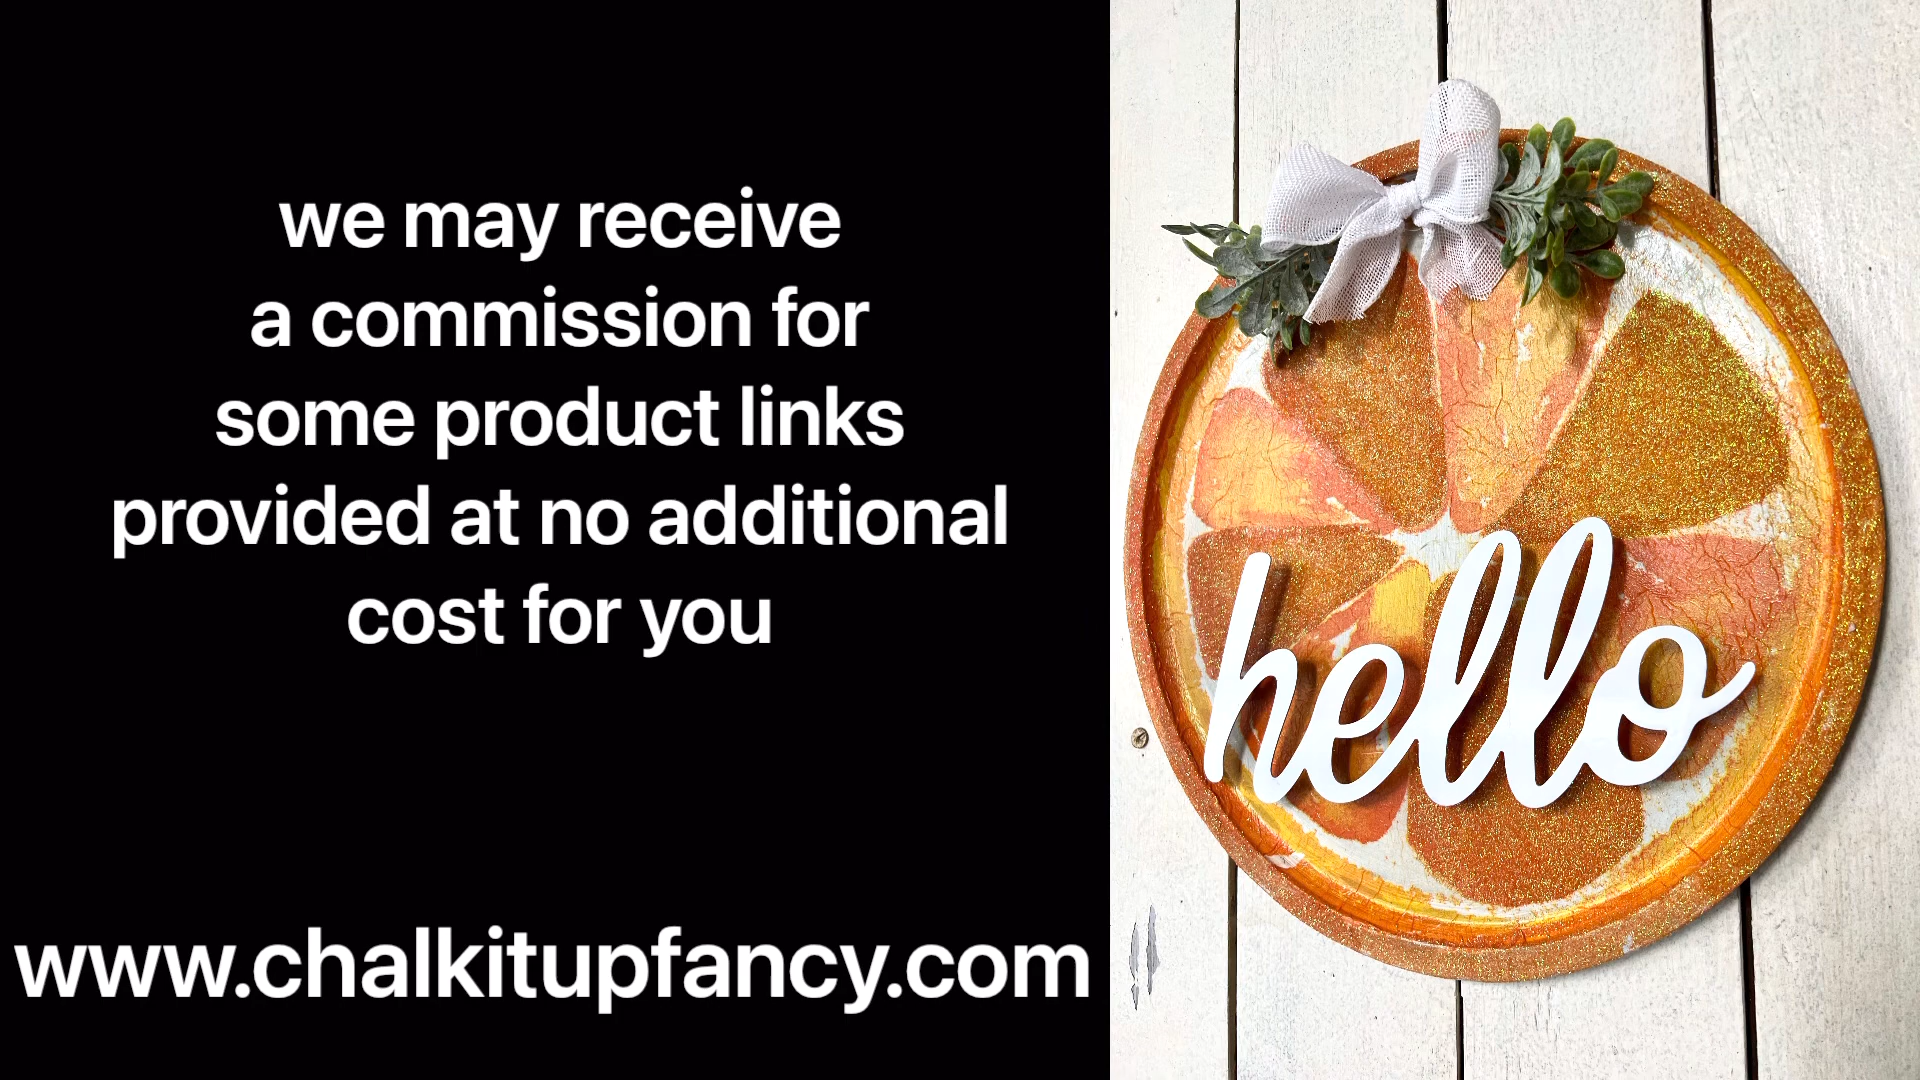 we may receive
a commission for
some product links
provided at no additional
cost for you
www.chalkitupfancy.com
hello